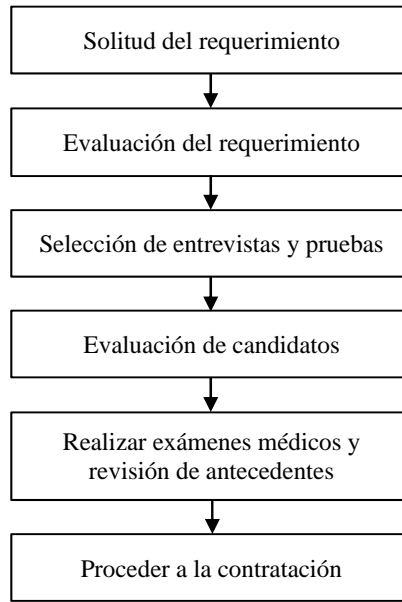 Solitud del requerimiento
Evaluación del requerimiento
Selección de entrevistas y pruebas
Evaluación de candidatos
Realizar exámenes médicos y
revisión de antecedentes
Proceder a la contratación